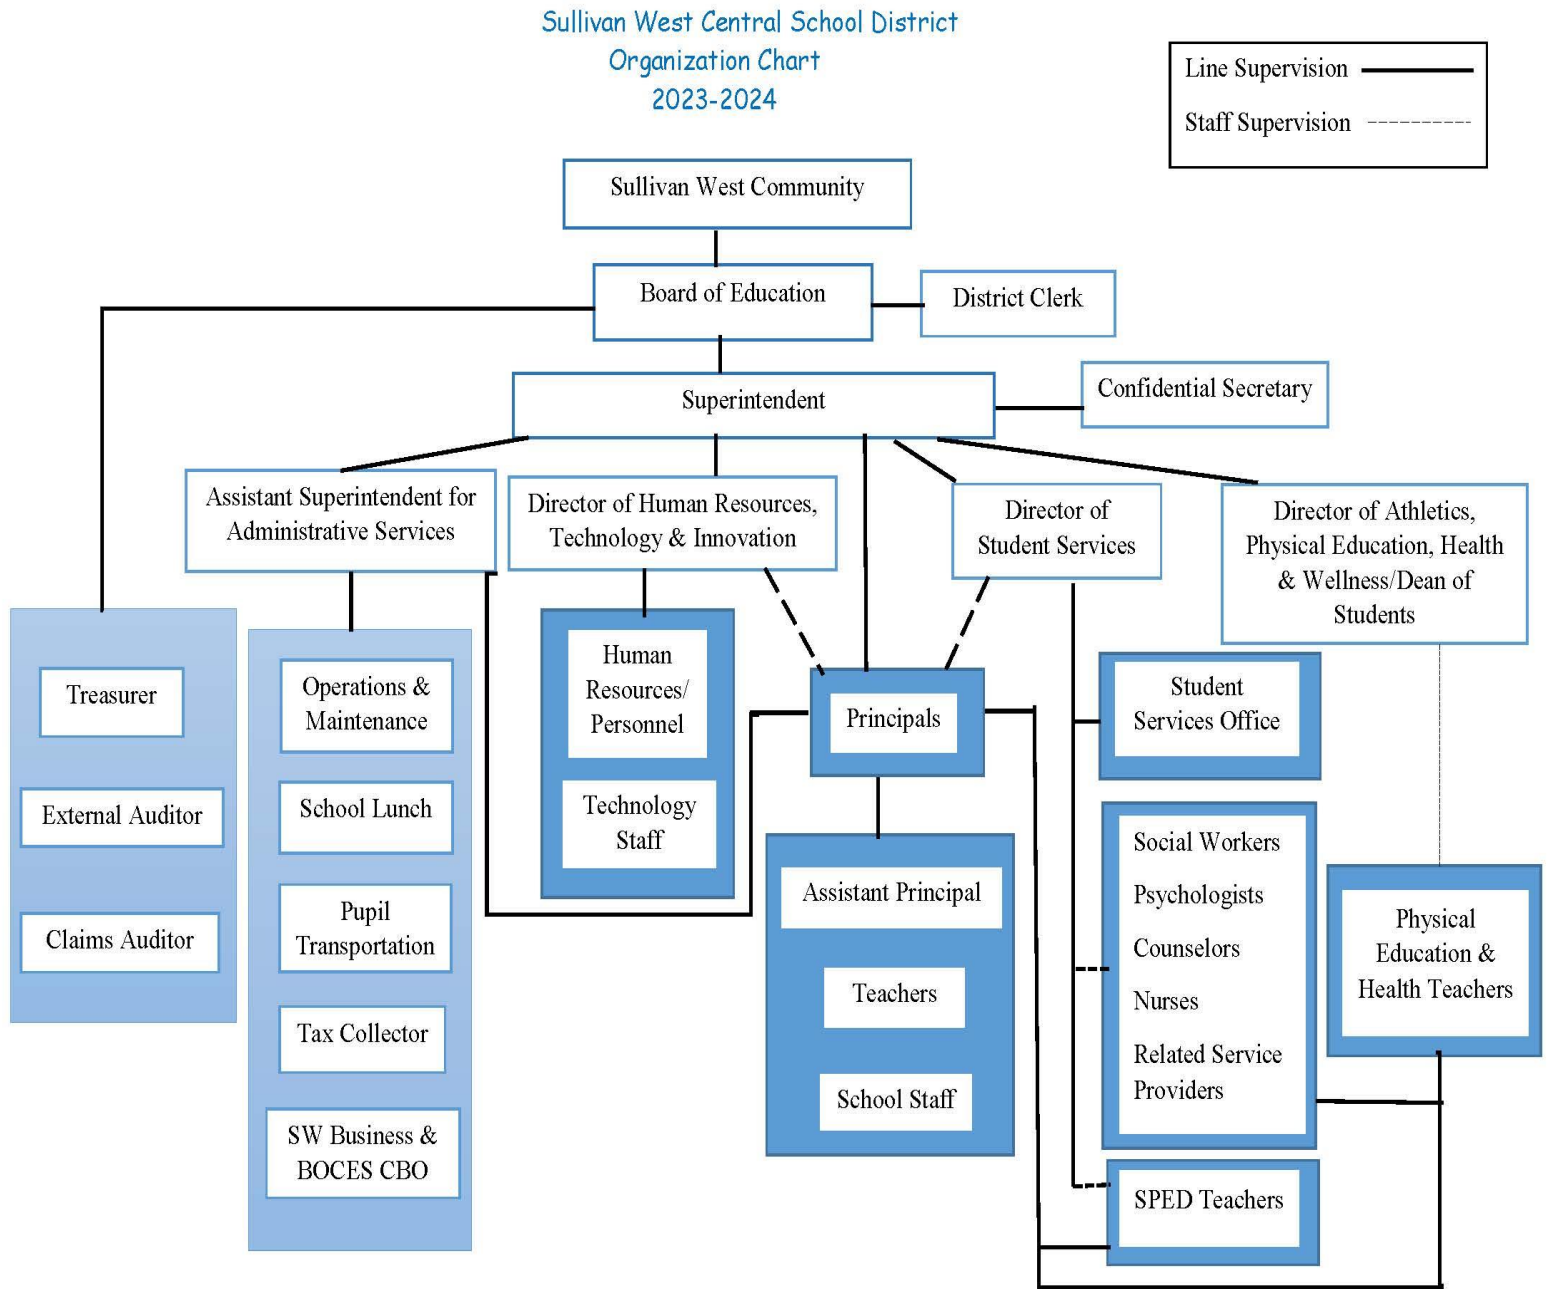 Sullivan West Central School District
Organization Chart
2023-2024
Line Supervision
Staff Supervision
Sullivan West Community
Board of Education
District Clerk
Superintendent
Confidential Secretary
Assistant Superintendent for
Administrative Services
Director of Human Resources,
Technology & Innovation
Director of
Student Services
Director of Athletics,
Physical Education, Health
& Wellness/Dean of
Students
Treasurer
External Auditor
Claims Auditor
Operations &
Maintenance
School Lunch
Pupil
Transportation
Tax Collector
SW Business &
BOCES CBO
Human
Resources/
Personnel
Technology
Staff
Principals
Assistant Principal
Teachers
School Staff
Student
Services Office
Social Workers
Psychologists
Counselors
Nurses
Related Service
Providers
SPED Teachers
Physical
Education &
Health Teachers